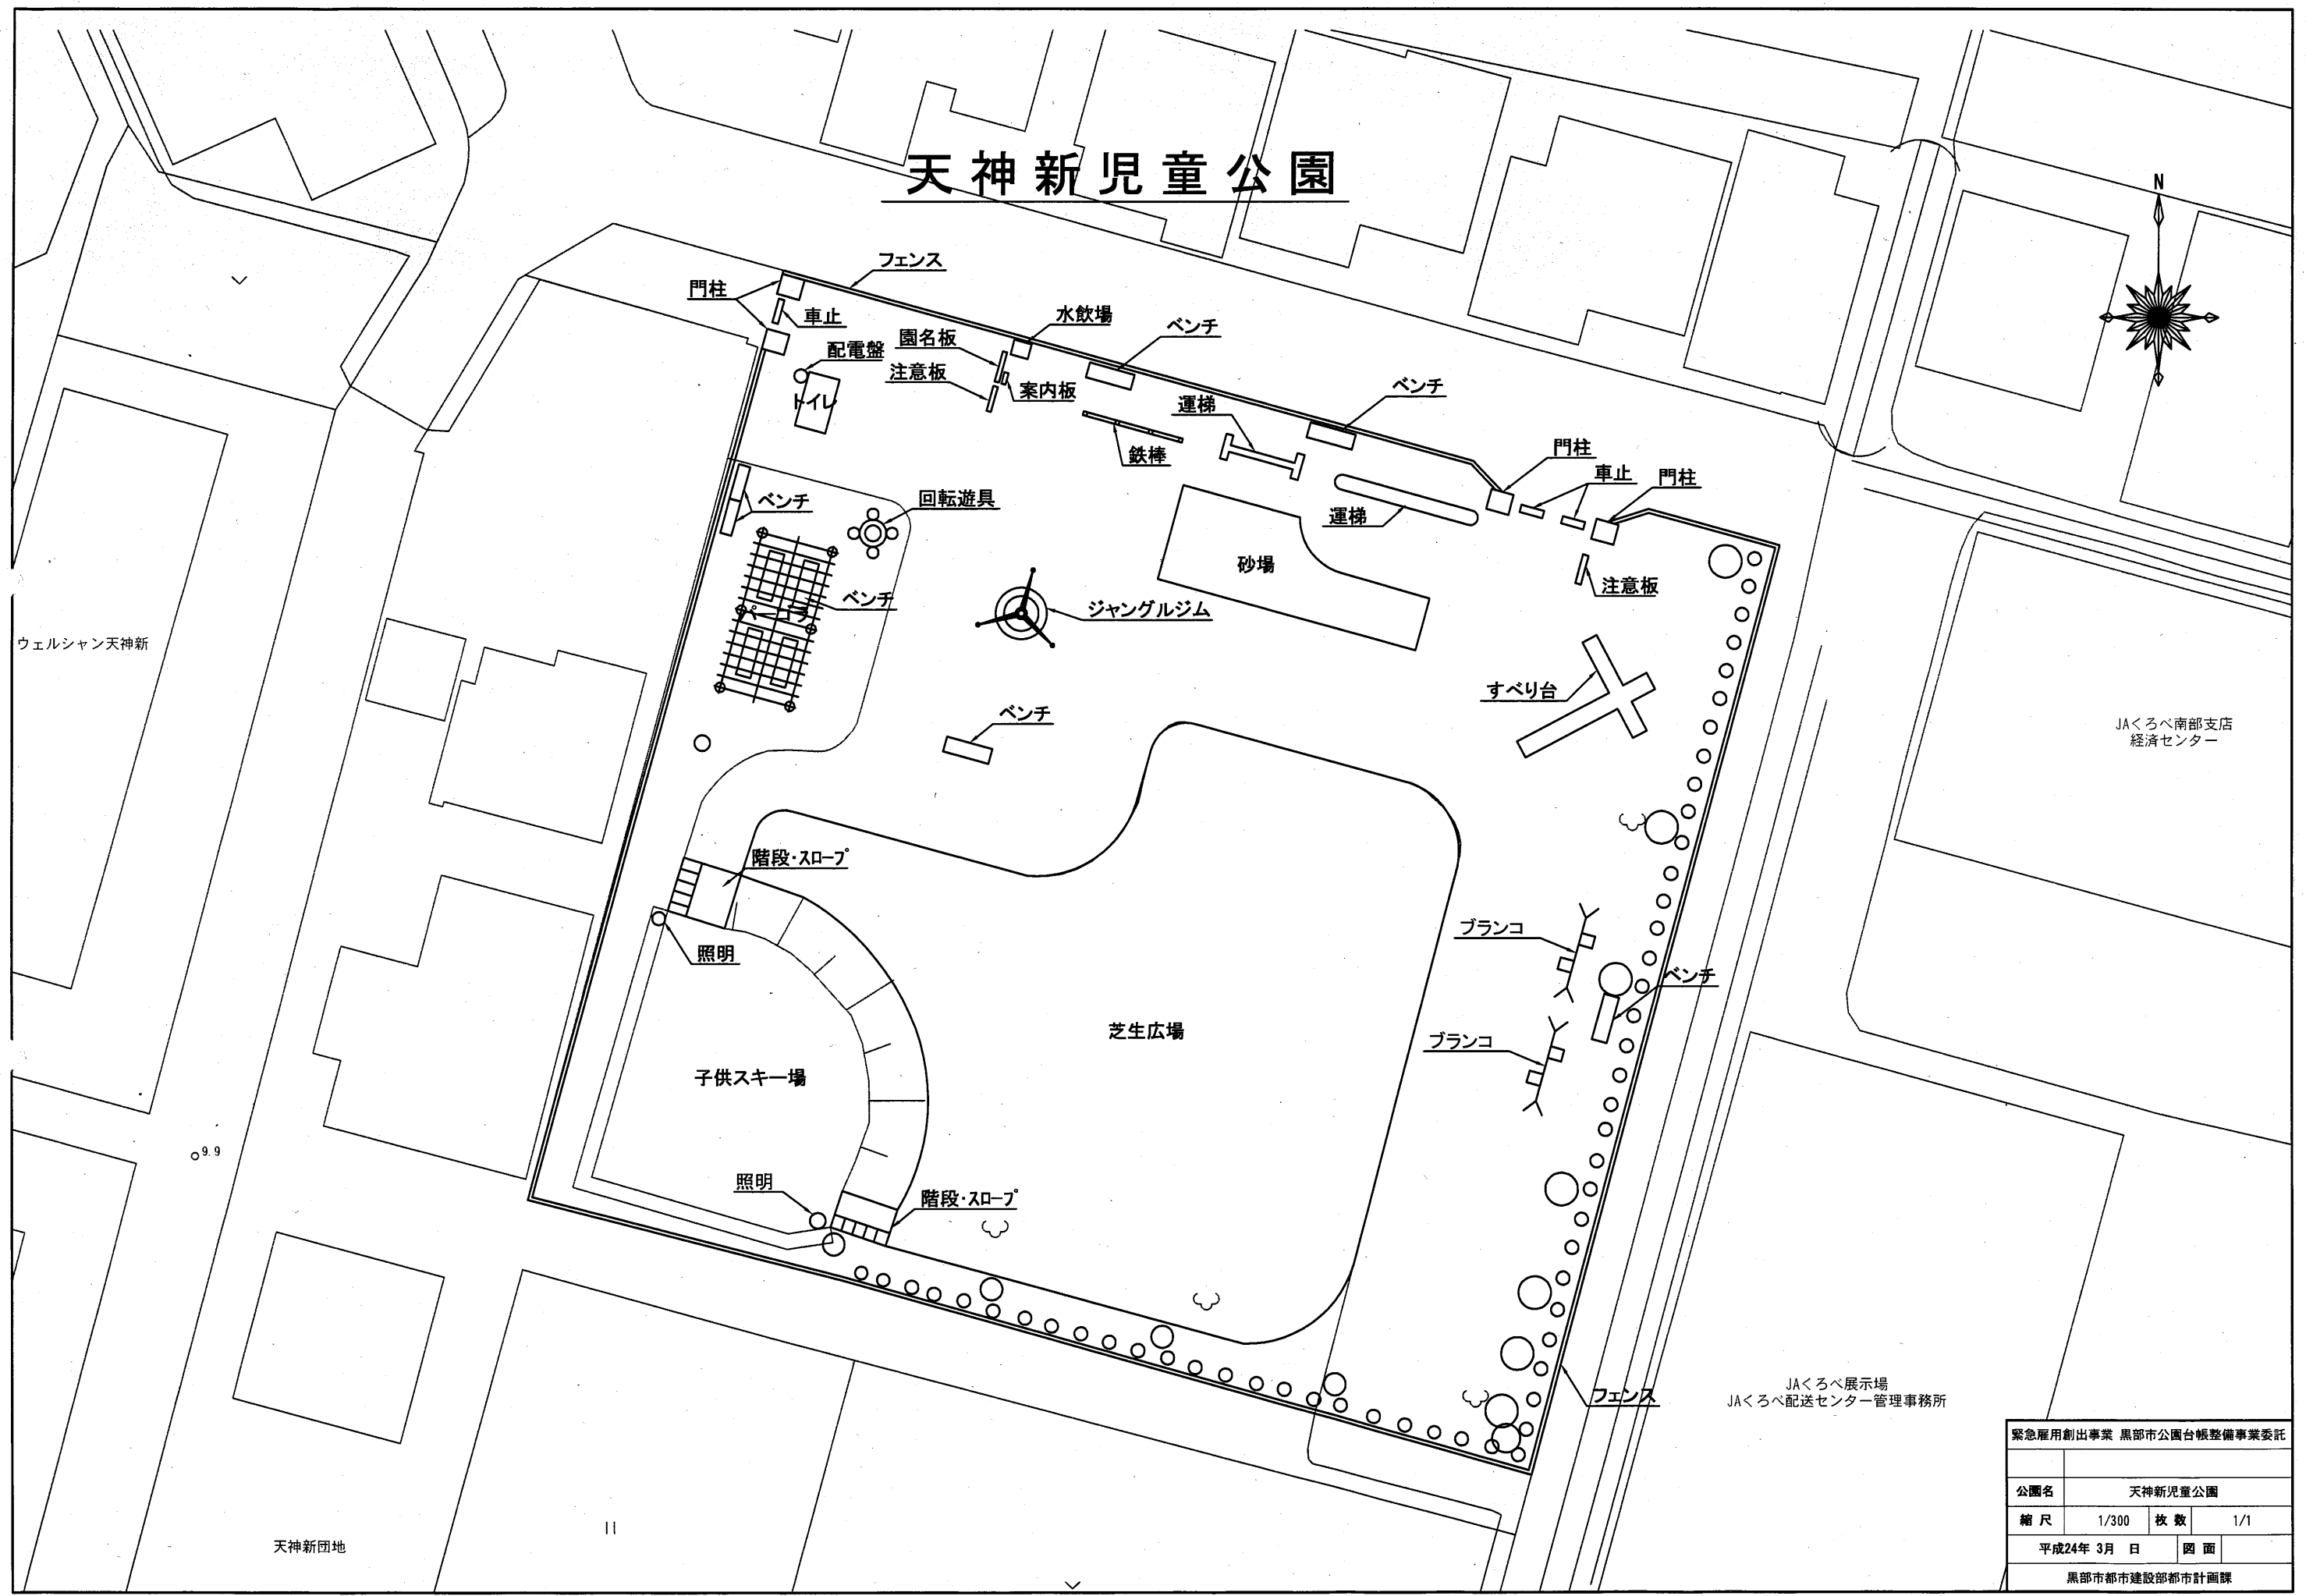 天神新児童公園
N
フェンス
門柱
車止
水飲場
園名板
ベンチ
配電盤
注意板
案内板
トイレ
ベンチ
運梯
鉄棒
門柱
車止
門柱
ベンチ
回転遊具
運梯
砂場
注意板
ベンチ
パーゴラ
ジャングルジム
ウェルシャン天神新
すべり台
ベンチ
JAくろべ南部支店
経済センター
階段・スロープ
照明
ブランコ
ベンチ
芝生広場
ブランコ
子供スキー場
9.9
照明
階段・スロープ
フェンス
JAくろべ展示場
JAくろべ配送センター管理事務所
天神新団地
緊急雇用創出事業 黒部市公園台帳整備事業委託
公園名 天神新児童公園
縮尺 1/300 枚数 1/1
平成24年 3月 日 図面
黒部市都市建設部都市計画課